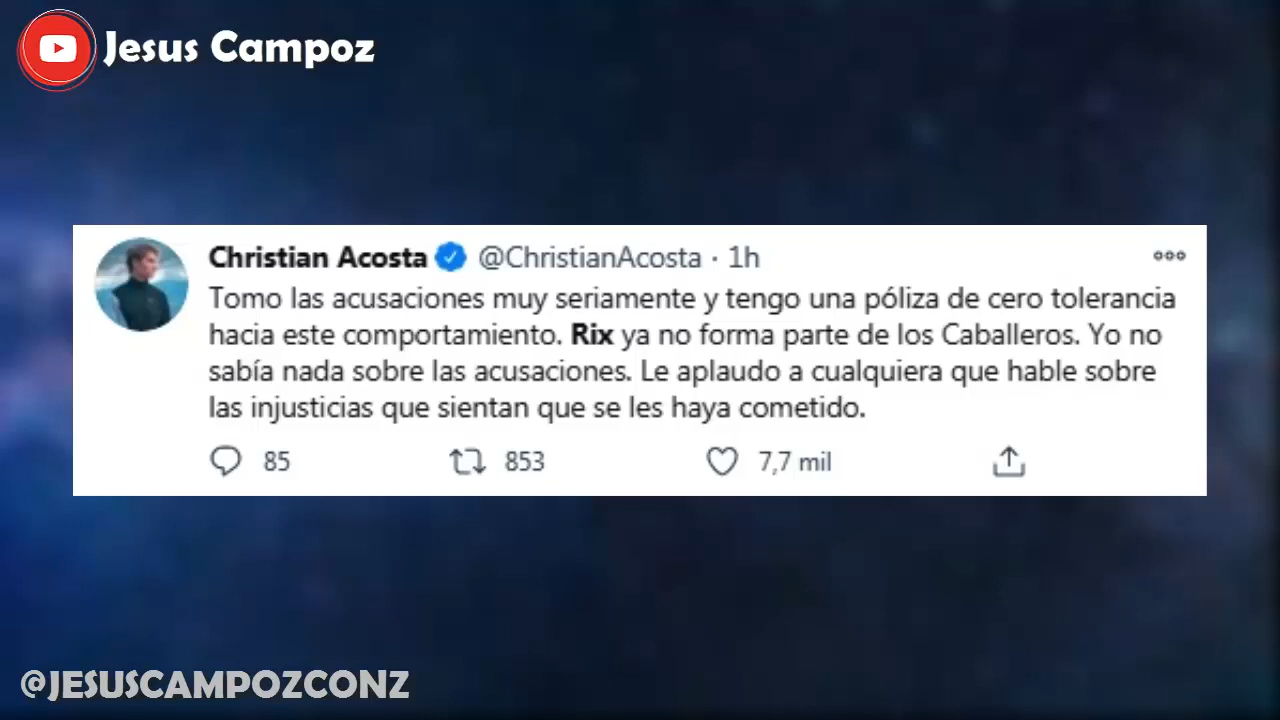 Jesus Campoz
Christian Acosta @ChristianAcosta · 1h
Tomo las acusaciones muy seriamente y tengo una póliza de cero tolerancia
hacia este comportamiento. Rix ya no forma parte de los Caballeros. Yo no
sabía nada sobre las acusaciones. Le aplaudo a cualquiera que hable sobre
las injusticias que sientan que se les haya cometido.
85 853 7,7 mil
@JESUSCAMPOZCONZ